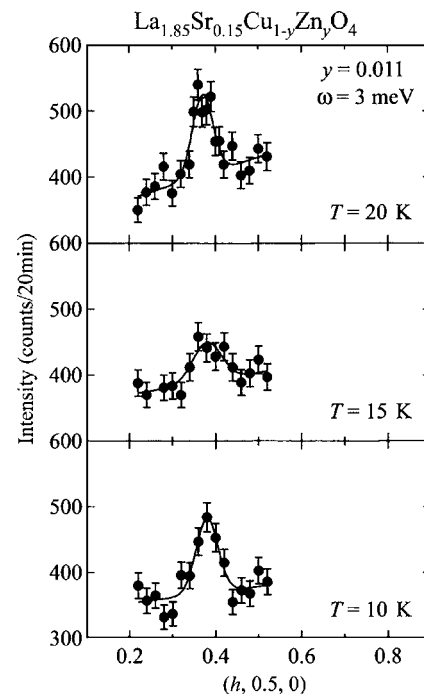 La1.85Sr0.15Cu1-yZnyO4
600
y = 0.011
ω = 3 meV
500
400
T = 20 K
600
500
400
T = 15 K
600
500
400
T = 10 K
300
0.2 0.4 0.6 0.8
(h, 0.5, 0)
Intensity (counts/20min)